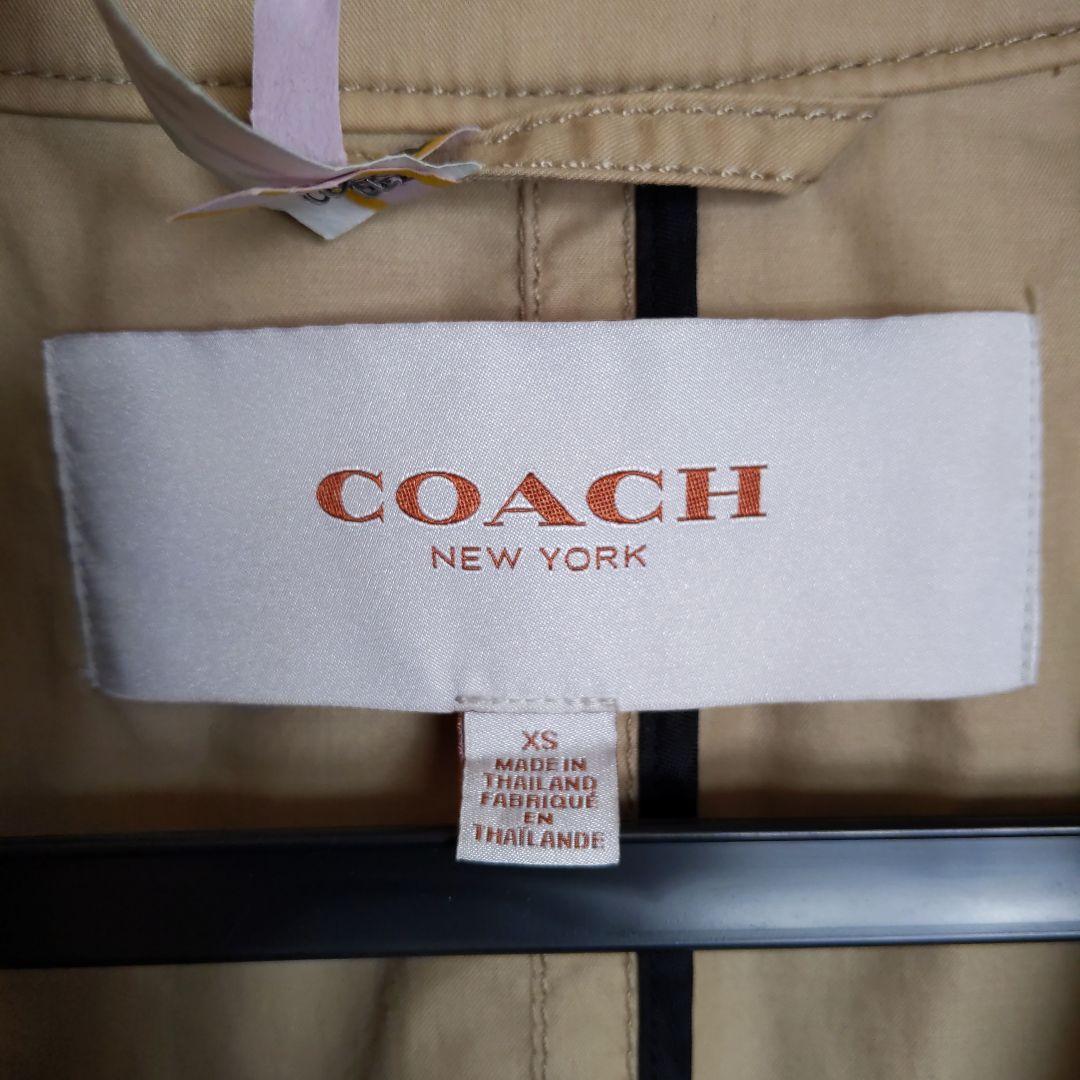 COACH
NEW YORK
XS
MADE IN
THAILAND
FABRIQUÉ
EN
THAÏLANDE